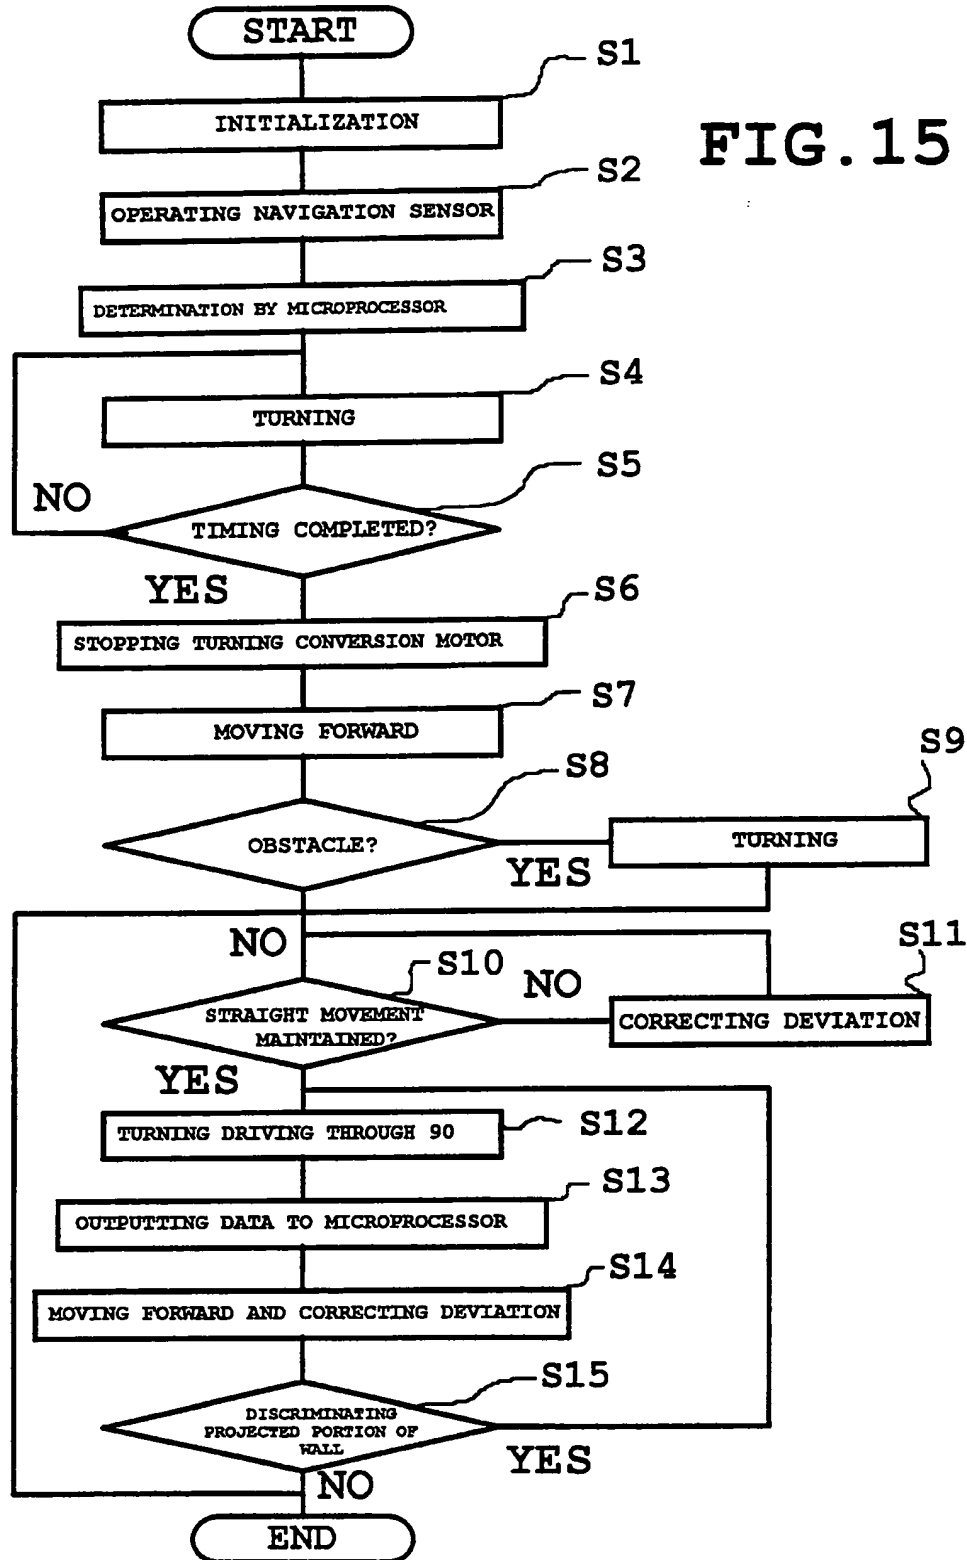 START
S1
INITIALIZATION
FIG.15
S2
OPERATING NAVIGATION SENSOR
S3
DETERMINATION BY MICROPROCESSOR
S4
TURNING
S5
NO
TIMING COMPLETED?
YES
S6
STOPPING TURNING CONVERSION MOTOR
S7
MOVING FORWARD
S8
S9
OBSTACLE?
YES
TURNING
NO
S10
NO
S11
STRAIGHT MOVEMENT
MAINTAINED?
CORRECTING DEVIATION
YES
TURNING DRIVING THROUGH 90
S12
S13
OUTPUTTING DATA TO MICROPROCESSOR
S14
MOVING FORWARD AND CORRECTING DEVIATION
S15
DISCRIMINATING
PROJECTED PORTION OF
WALL
YES
NO
END